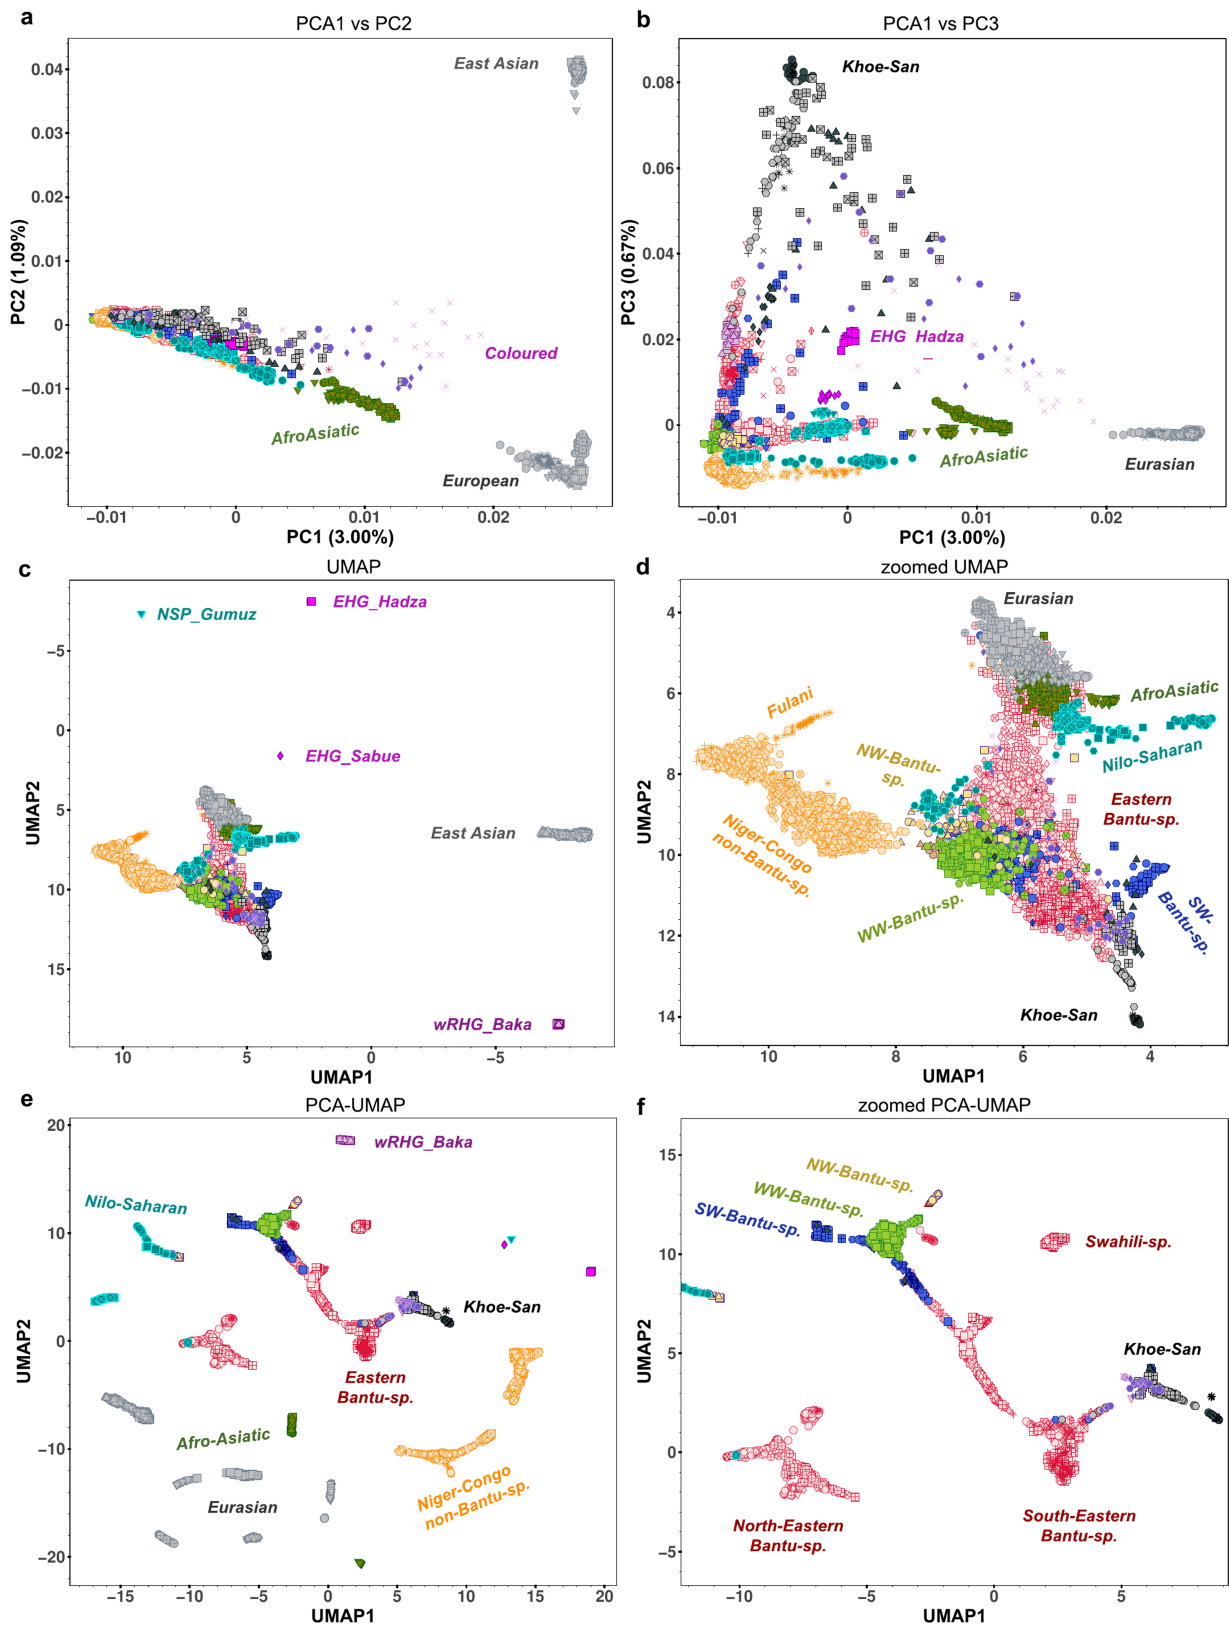 a
PCA1 vs PC2
0.04
0.03
0.02
0.01
0
−0.01
−0.02
PC2 (1.09%)
East Asian
Coloured
AfroAsiatic
European
−0.01
0
0.01
0.02
PC1 (3.00%)
b
PCA1 vs PC3
0.08
0.06
0.04
0.02
0
PC3 (0.67%)
Khoe-San
EHG_Hadza
AfroAsiatic
Eurasian
−0.01
0
0.01
0.02
PC1 (3.00%)
c
UMAP
−5
0
5
10
15
UMAP2
NSP_Gumuz
EHG_Hadza
EHG_Sabue
East Asian
wRHG_Baka
10
5
0
−5
UMAP1
d
zoomed UMAP
4
6
8
10
12
14
UMAP2
Eurasian
Fulani
AfroAsiatic
NW-Bantu-
sp.
Nilo-Saharan
Eastern
Bantu-sp.
Niger-Congo
non-Bantu-sp.
WW-Bantu-sp.
SW-
Bantu-sp.
Khoe-San
10
8
6
4
UMAP1
e
PCA-UMAP
20
10
0
−10
−20
UMAP2
wRHG_Baka
Nilo-Saharan
Khoe-San
Eastern
Bantu-sp.
Afro-Asiatic
Eurasian
Niger-Congo
non-Bantu-sp.
−15
−10
−5
0
5
10
15
20
UMAP1
f
zoomed PCA-UMAP
15
10
5
0
−5
UMAP2
NW-Bantu-sp.
WW-Bantu-sp.
SW-Bantu-sp.
Swahili-sp.
Khoe-San
North-Eastern
Bantu-sp.
South-Eastern
Bantu-sp.
−10
−5
0
5
UMAP1